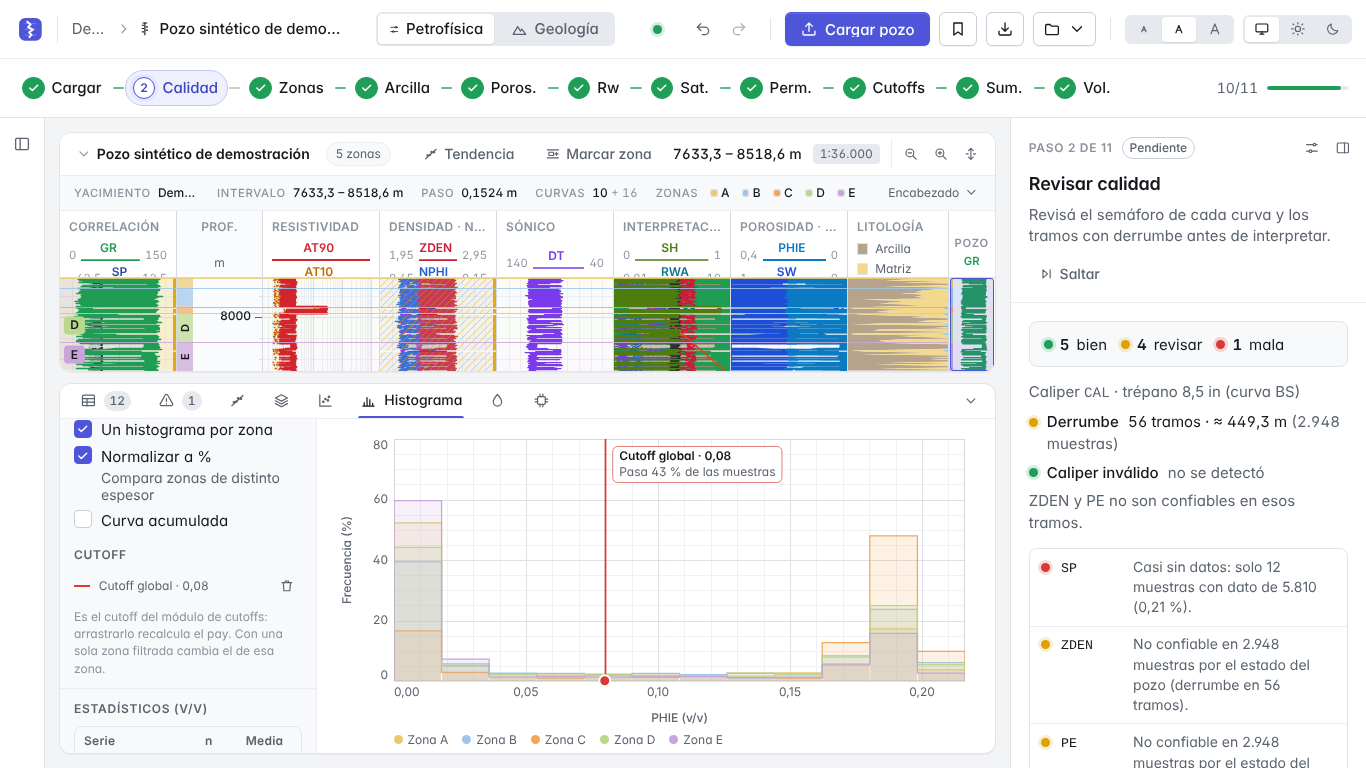 De...
Pozo sintético de demo...
Petrofísica
Geología
Cargar pozo
A
A
A
Cargar
2
Calidad
Zonas
Arcilla
Poros.
Rw
Sat.
Perm.
Cutoffs
Sum.
Vol.
10/11
Pozo sintético de demostración
5 zonas
Tendencia
Marcar zona
7633,3 – 8518,6 m
1:36.000
YACIMIENTO Dem...
INTERVALO 7633,3 – 8518,6 m
PASO 0,1524 m
CURVAS 10 + 16
ZONAS A B C D E
Encabezado
CORRELACIÓN
0 GR 150
SP
PROF.
m
RESISTIVIDAD
AT90
AT10
DENSIDAD · N...
1,95 ZDEN 2,95
NPHI
SÓNICO
140 DT 40
INTERPRETAC...
0 SH 1
RWA
POROSIDAD · ...
0,4 PHIE 0
SW
LITOLOGÍA
Arcilla
Matriz
POZO
GR
D
E
D
E
8000
12
1
Histograma
Un histograma por zona
Normalizar a %
Compara zonas de distinto
espesor
Curva acumulada
CUTOFF
Cutoff global · 0,08
Es el cutoff del módulo de cutoffs:
arrastrarlo recalcula el pay. Con una
sola zona filtrada cambia el de esa
zona.
ESTADÍSTICOS (V/V)
Serie n Media
80
60
40
20
0
Frecuencia (%)
Cutoff global · 0,08
Pasa 43 % de las muestras
0,00 0,05 0,10 0,15 0,20
PHIE (v/v)
Zona A Zona B Zona C Zona D Zona E
PASO 2 DE 11
Pendiente
Revisar calidad
Revisá el semáforo de cada curva y los
tramos con derrumbe antes de interpretar.
Saltar
5 bien 4 revisar 1 mala
Caliper CAL · trépano 8,5 in (curva BS)
Derrumbe 56 tramos · ≈ 449,3 m (2.948
muestras)
Caliper inválido no se detectó
ZDEN y PE no son confiables en esos
tramos.
SP
Casi sin datos: solo 12
muestras con dato de 5.810
(0,21 %).
ZDEN
No confiable en 2.948
muestras por el estado del
pozo (derrumbe en 56
tramos).
PE
No confiable en 2.948
muestras por el estado del